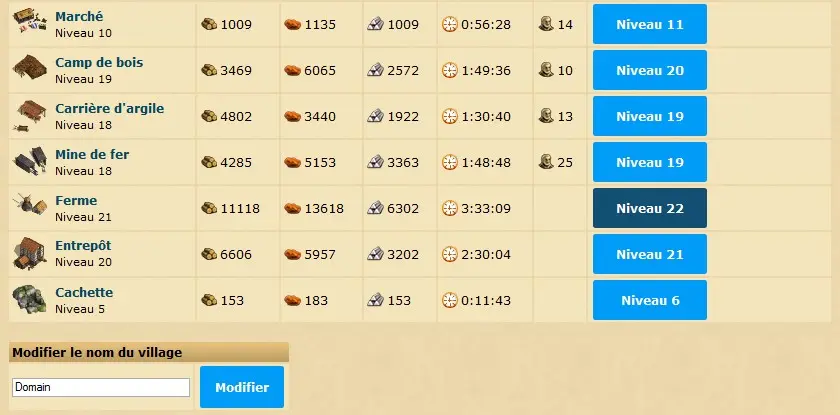 Marché
Niveau 10 1009 1135 1009 0:56:28 14 Niveau 11
Camp de bois
Niveau 19 3469 6065 2572 1:49:36 10 Niveau 20
Carrière d'argile
Niveau 18 4802 3440 1922 1:30:40 13 Niveau 19
Mine de fer
Niveau 18 4285 5153 3363 1:48:48 25 Niveau 19
Ferme
Niveau 21 11118 13618 6302 3:33:09 Niveau 22
Entrepôt
Niveau 20 6606 5957 3202 2:30:04 Niveau 21
Cachette
Niveau 5 153 183 153 0:11:43 Niveau 6
Modifier le nom du village
Domain Modifier